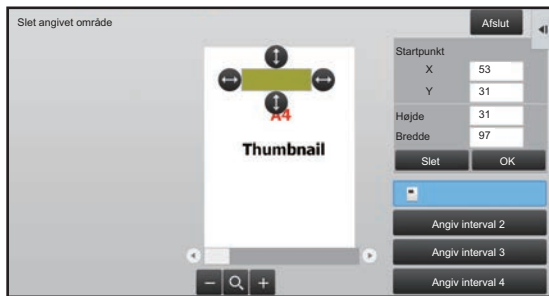 Slet angivet område
Afslut
Startpunkt
X 53
Y 31
Højde 31
Bredde 97
Slet OK
A4
Thumbnail
Angiv interval 2
Angiv interval 3
Angiv interval 4